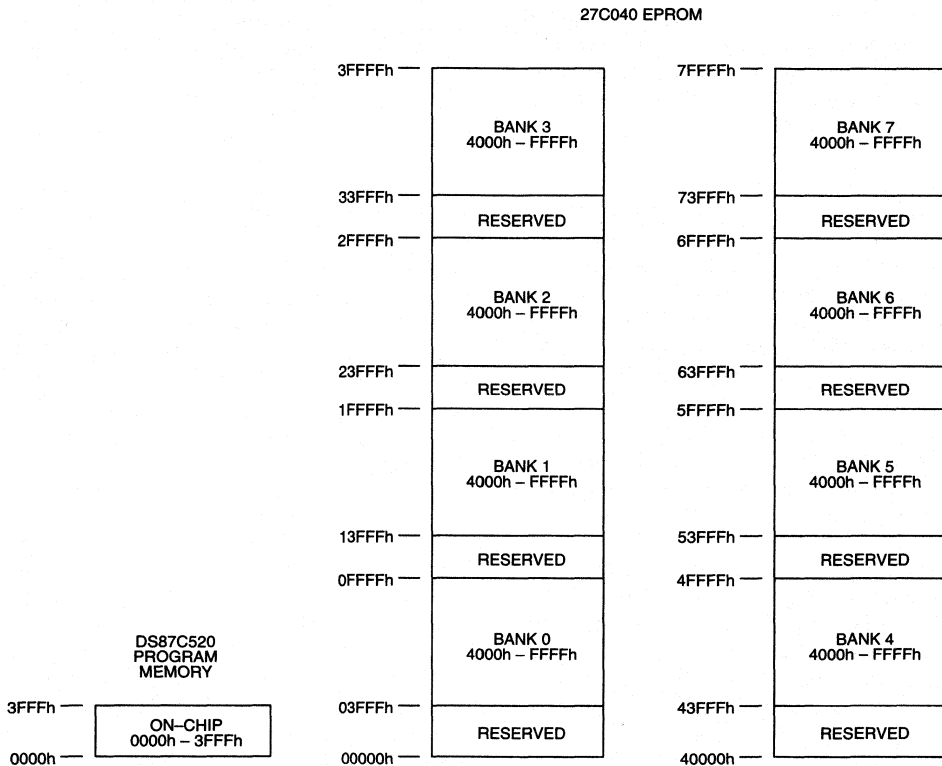 27C040 EPROM
3FFFFh
BANK 3
4000h – FFFFh
33FFFh
RESERVED
2FFFFh
BANK 2
4000h – FFFFh
23FFFh
RESERVED
1FFFFh
BANK 1
4000h – FFFFh
13FFFh
RESERVED
0FFFFh
BANK 0
4000h – FFFFh
03FFFh
RESERVED
00000h
7FFFFh
BANK 7
4000h – FFFFh
73FFFh
RESERVED
6FFFFh
BANK 6
4000h – FFFFh
63FFFh
RESERVED
5FFFFh
BANK 5
4000h – FFFFh
53FFFh
RESERVED
4FFFFh
BANK 4
4000h – FFFFh
43FFFh
RESERVED
40000h
DS87C520
PROGRAM
MEMORY
3FFFh
ON–CHIP
0000h – 3FFFh
0000h